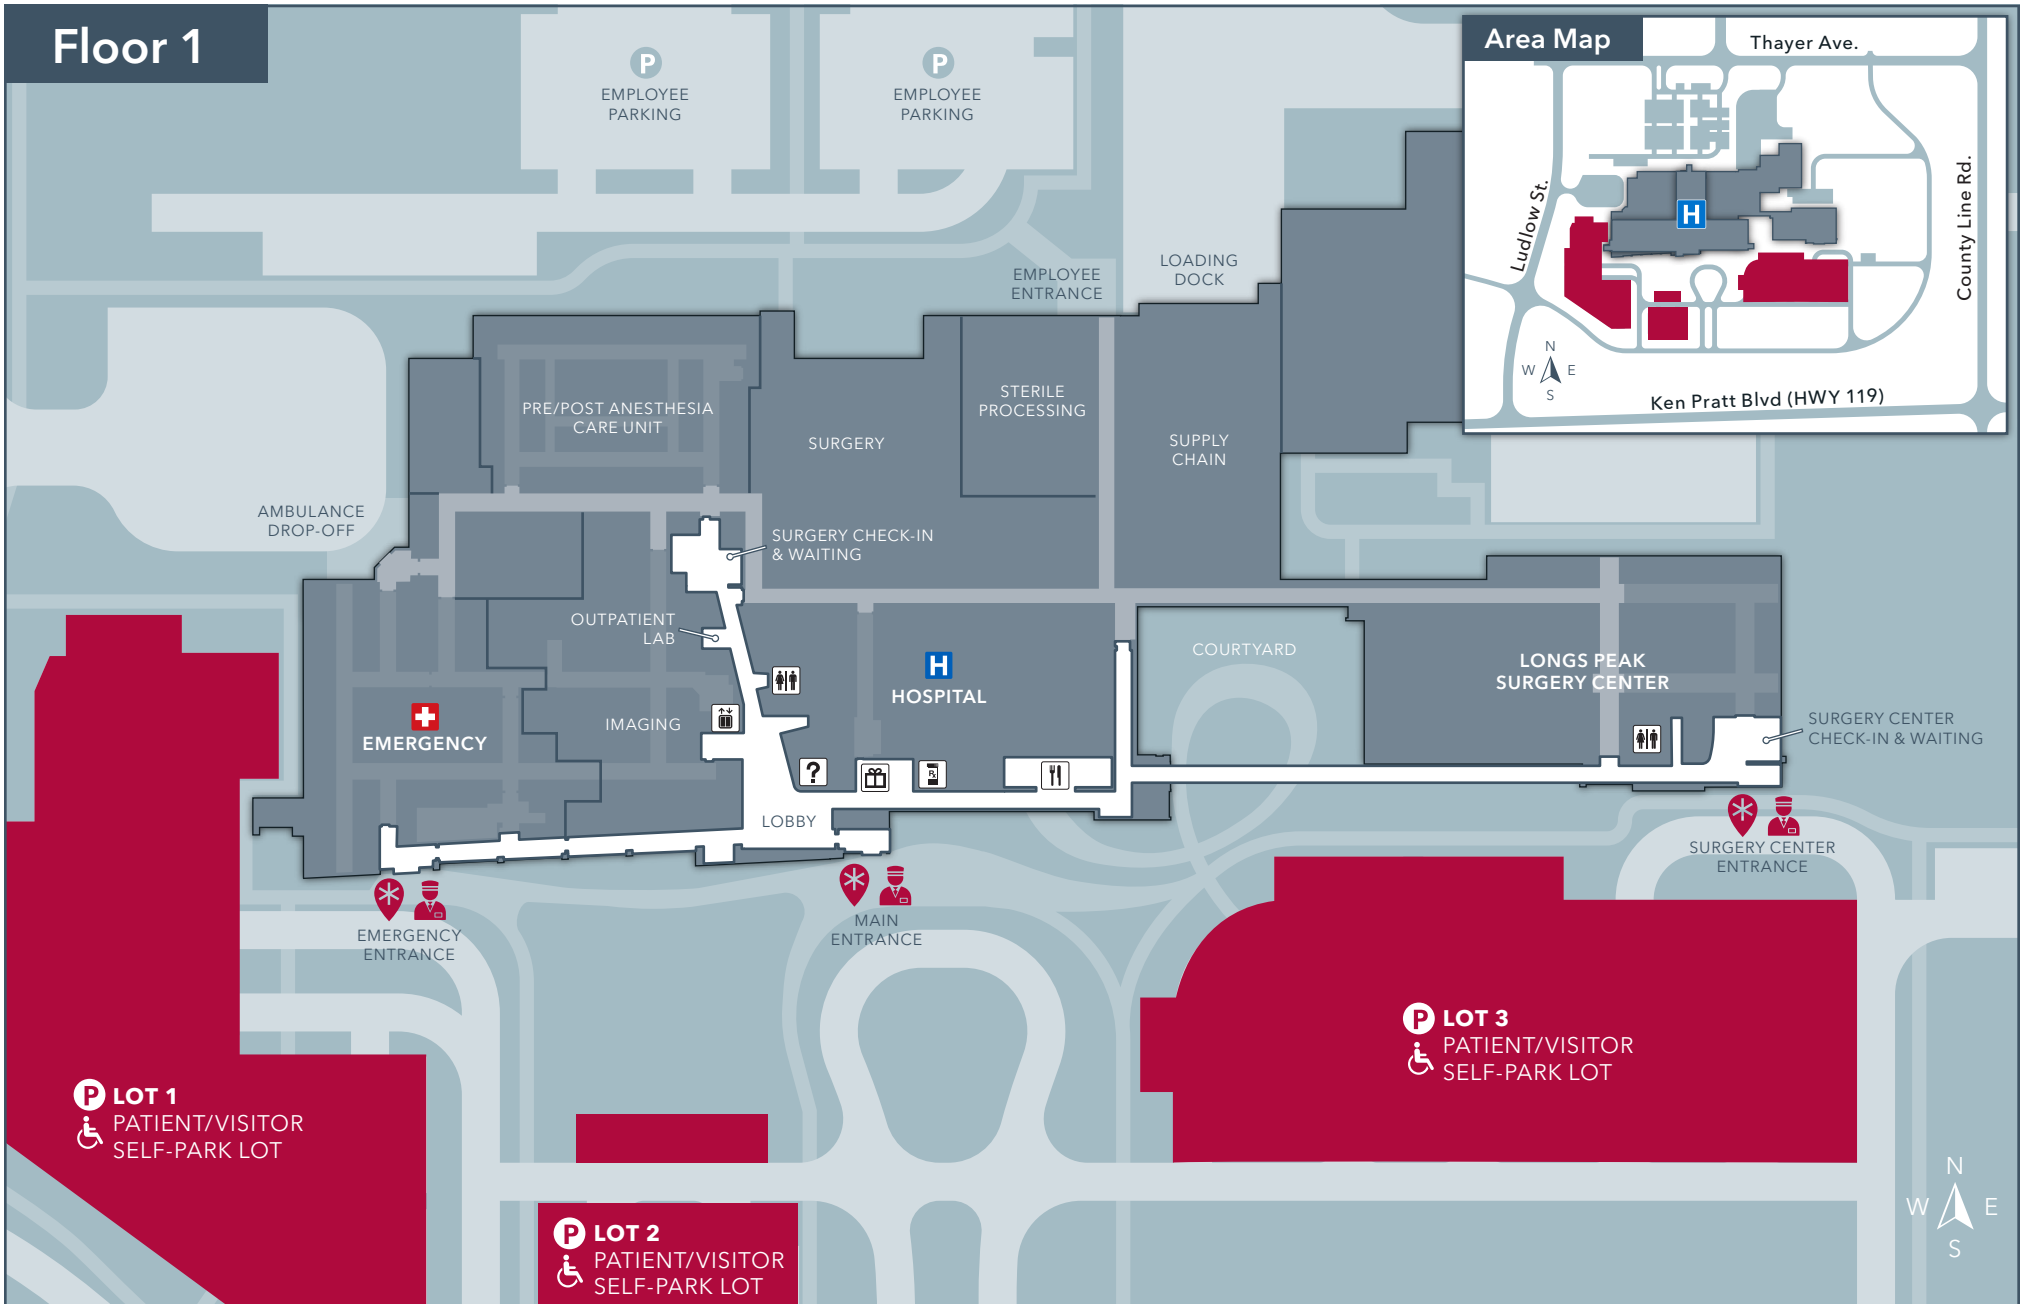 Floor 1
P
EMPLOYEE
PARKING
P
EMPLOYEE
PARKING
Area Map
Thayer Ave.
Ludlow St.
County Line Rd.
H
N
W E
S
Ken Pratt Blvd (HWY 119)
EMPLOYEE
ENTRANCE
LOADING
DOCK
PRE/POST ANESTHESIA
CARE UNIT
SURGERY
STERILE
PROCESSING
SUPPLY
CHAIN
AMBULANCE
DROP-OFF
SURGERY CHECK-IN
& WAITING
OUTPATIENT
LAB
H
HOSPITAL
COURTYARD
LONGS PEAK
SURGERY CENTER
EMERGENCY
IMAGING
SURGERY CENTER
CHECK-IN & WAITING
?
Rx
LOBBY
SURGERY CENTER
ENTRANCE
EMERGENCY
ENTRANCE
MAIN
ENTRANCE
P LOT 1
PATIENT/VISITOR
SELF-PARK LOT
P LOT 2
PATIENT/VISITOR
SELF-PARK LOT
P LOT 3
PATIENT/VISITOR
SELF-PARK LOT
N
W E
S